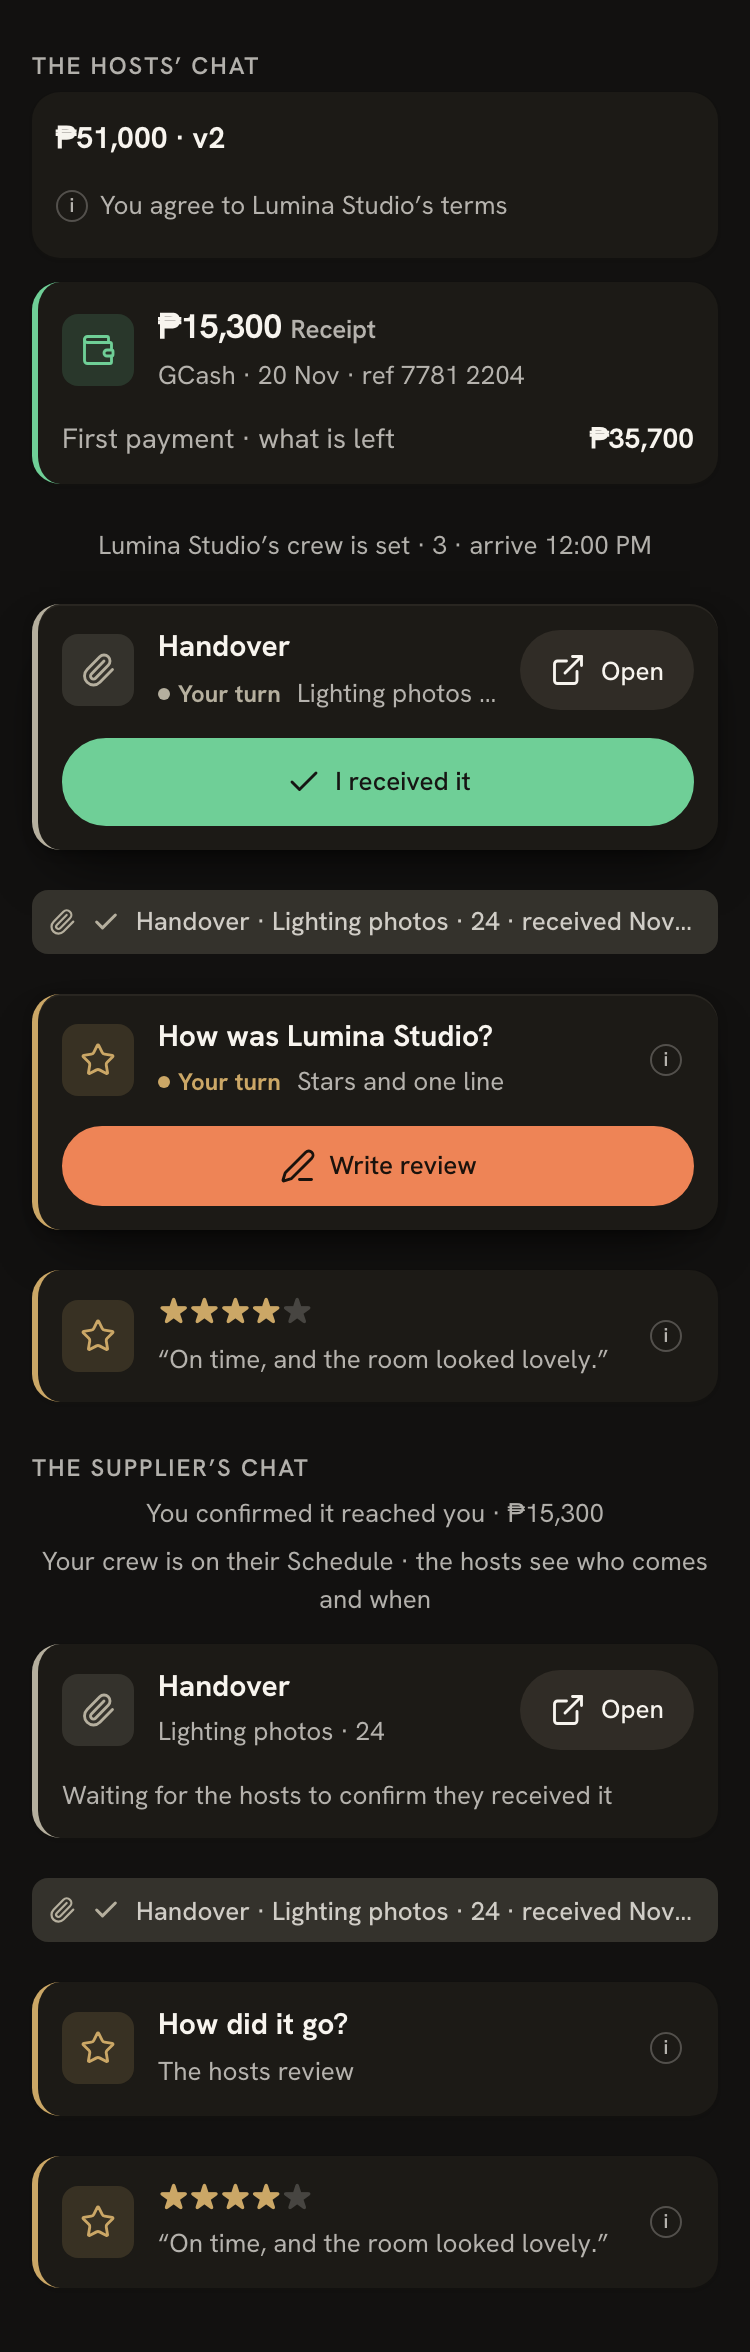 THE HOSTS’ CHAT
₱51,000 · v2
You agree to Lumina Studio’s terms
₱15,300 Receipt
GCash · 20 Nov · ref 7781 2204
First payment · what is left ₱35,700
Lumina Studio’s crew is set · 3 · arrive 12:00 PM
Handover
Your turn Lighting photos ...
Open
I received it
Handover · Lighting photos · 24 · received Nov...
How was Lumina Studio?
Your turn Stars and one line
Write review
“On time, and the room looked lovely.”
THE SUPPLIER’S CHAT
You confirmed it reached you · ₱15,300
Your crew is on their Schedule · the hosts see who comes
and when
Handover
Lighting photos · 24
Open
Waiting for the hosts to confirm they received it
Handover · Lighting photos · 24 · received Nov...
How did it go?
The hosts review
“On time, and the room looked lovely.”